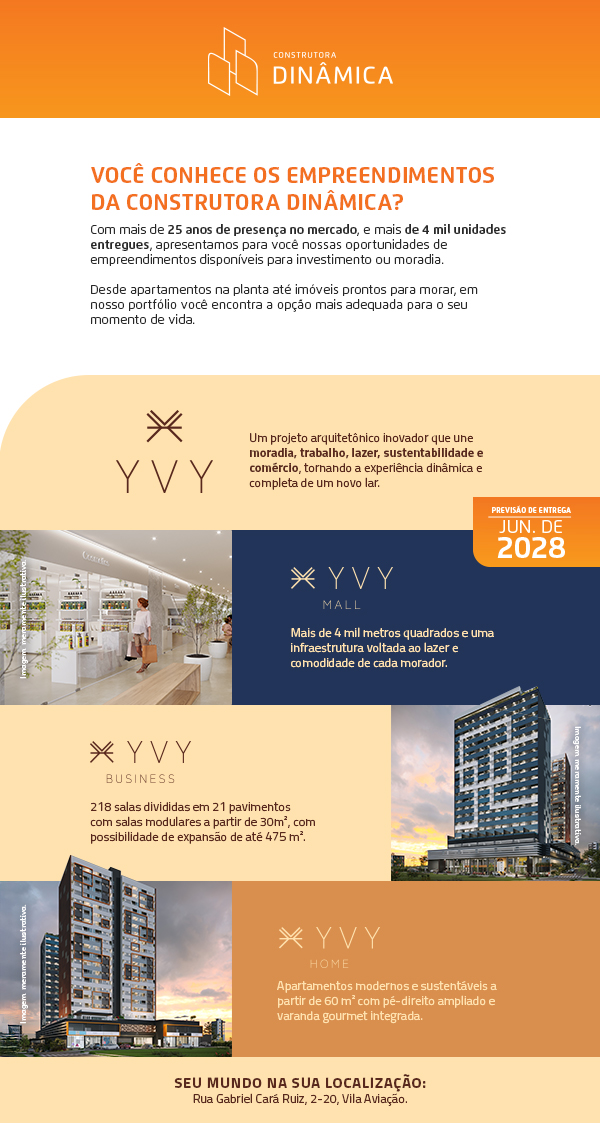 CONSTRUTORA
DINÂMICA
VOCÊ CONHECE OS EMPREENDIMENTOS
DA CONSTRUTORA DINÂMICA?
Com mais de 25 anos de presença no mercado, e mais de 4 mil unidades
entregues, apresentamos para você nossas oportunidades de
empreendimentos disponíveis para investimento ou moradia.
Desde apartamentos na planta até imóveis prontos para morar, em
nosso portfólio você encontra a opção mais adequada para o seu
momento de vida.
YVY
Um projeto arquitetônico inovador que une
moradia, trabalho, lazer, sustentabilidade e
comércio, tornando a experiência dinâmica e
completa de um novo lar.
PREVISÃO DE ENTREGA
JUN. DE
2028
Imagem meramente ilustrativa.
YVY
MALL
Mais de 4 mil metros quadrados e uma
infraestrutura voltada ao lazer e
comodidade de cada morador.
YVY
BUSINESS
218 salas divididas em 21 pavimentos
com salas modulares a partir de 30m², com
possibilidade de expansão de até 475 m².
Imagem meramente ilustrativa.
Imagem meramente ilustrativa.
YVY
HOME
Apartamentos modernos e sustentáveis a
partir de 60 m² com pé-direito ampliado e
varanda gourmet integrada.
SEU MUNDO NA SUA LOCALIZAÇÃO:
Rua Gabriel Cará Ruiz, 2-20, Vila Aviação.